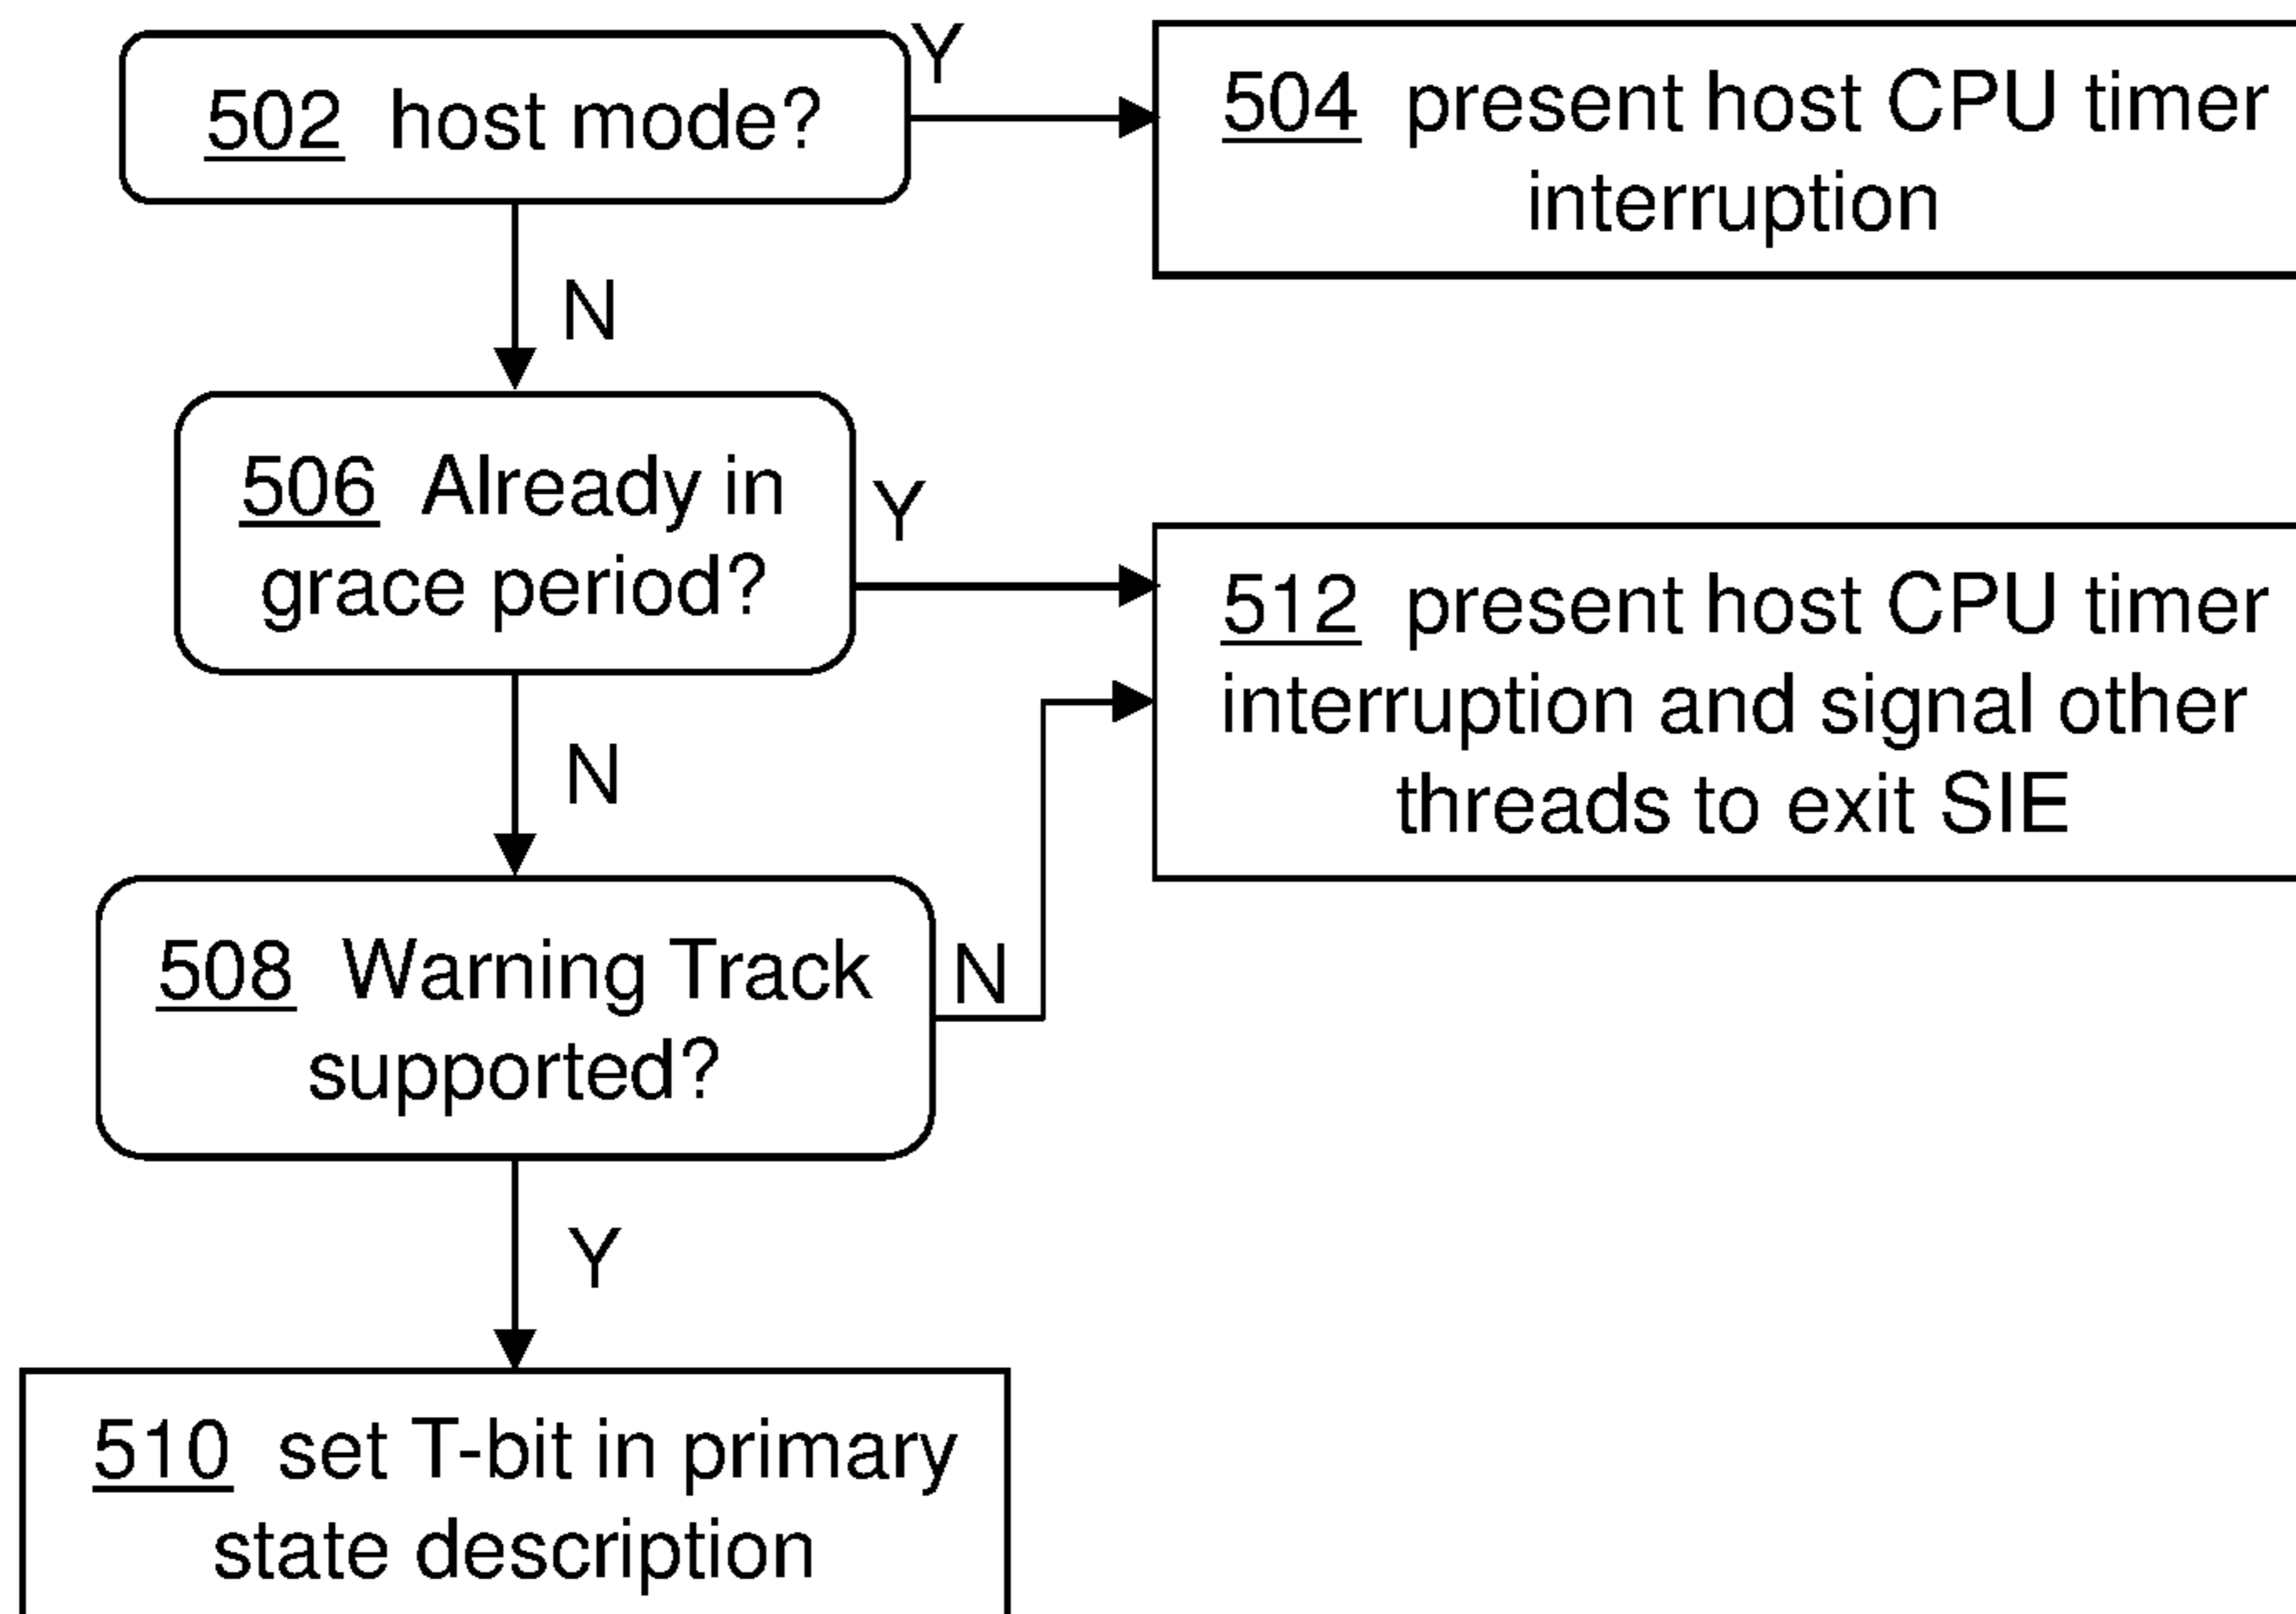 502 host mode?
Y
504 present host CPU timer
interruption
N
506 Already in
grace period?
Y
512 present host CPU timer
interruption and signal other
threads to exit SIE
N
508 Warning Track
supported?
N
Y
510 set T-bit in primary
state description